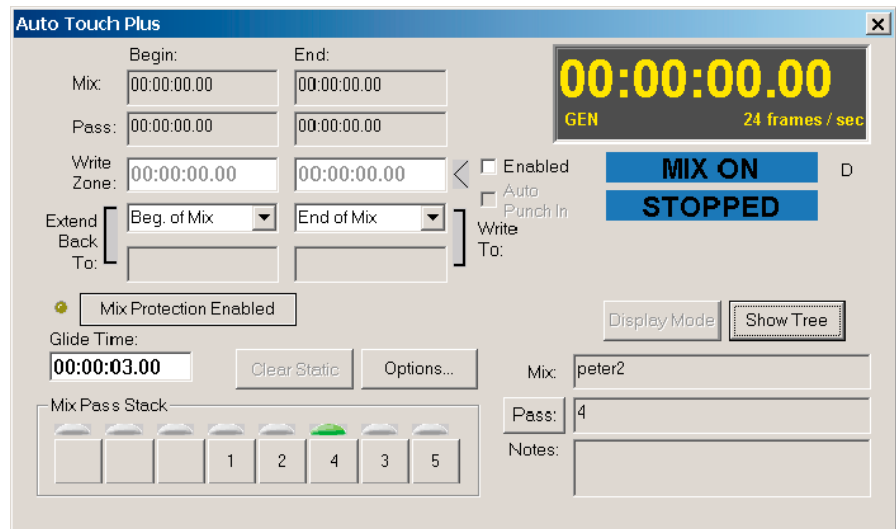 Auto Touch Plus
Begin: End:
Mix: 00:00:00.00 00:00:00.00
Pass: 00:00:00.00 00:00:00.00
Write Zone: 00:00:00.00 00:00:00.00
Enabled
Auto Punch In
Extend Back To: Beg. of Mix End of Mix
Write To:
00:00:00.00
GEN 24 frames / sec
MIX ON D
STOPPED
Mix Protection Enabled
Display Mode Show Tree
Glide Time:
00:00:03.00 Clear Static Options...
Mix: peter2
Pass: 4
Notes:
Mix Pass Stack
1 2 4 3 5